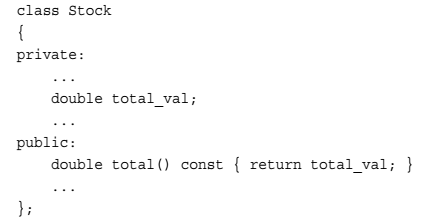 class Stock
{
private:
    ...
    double total_val;
    ...
public:
    double total() const { return total_val; }
    ...
};